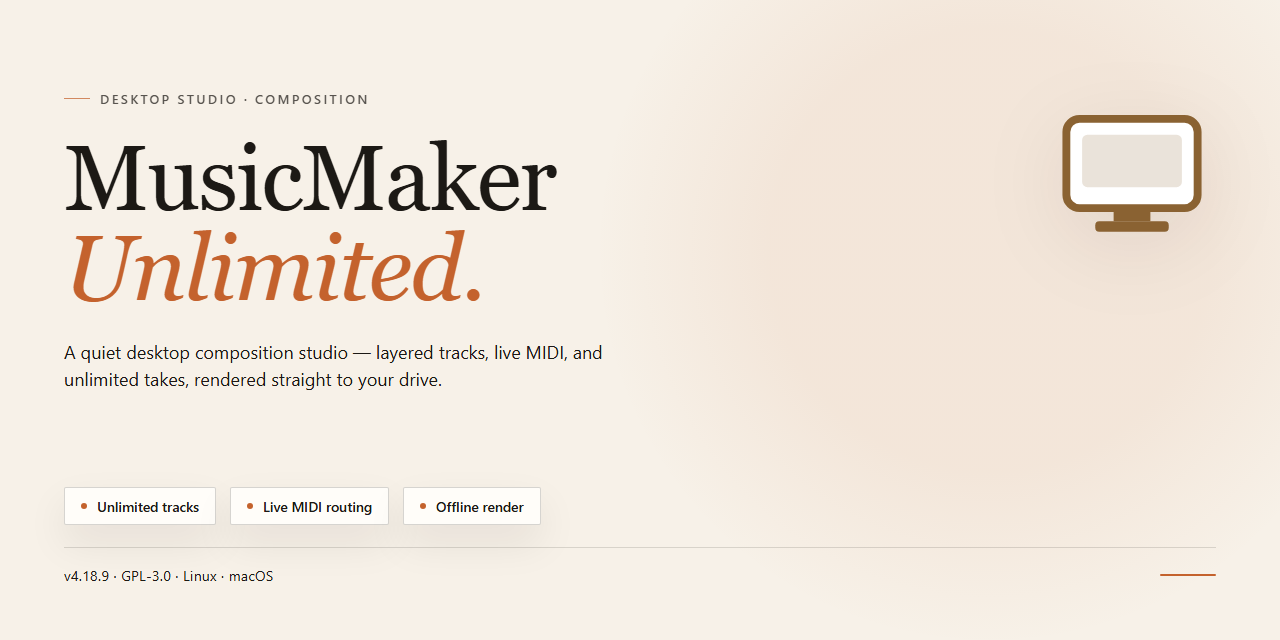 DESKTOP STUDIO · COMPOSITION
MusicMaker
Unlimited.
A quiet desktop composition studio — layered tracks, live MIDI, and
unlimited takes, rendered straight to your drive.
Unlimited tracks
Live MIDI routing
Offline render
v4.18.9 · GPL-3.0 · Linux · macOS